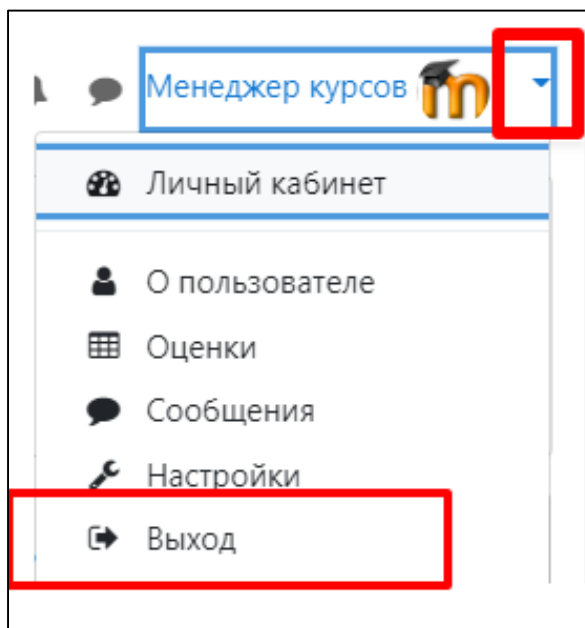 Менеджер курсов
Личный кабинет
О пользователе
Оценки
Сообщения
Настройки
Выход